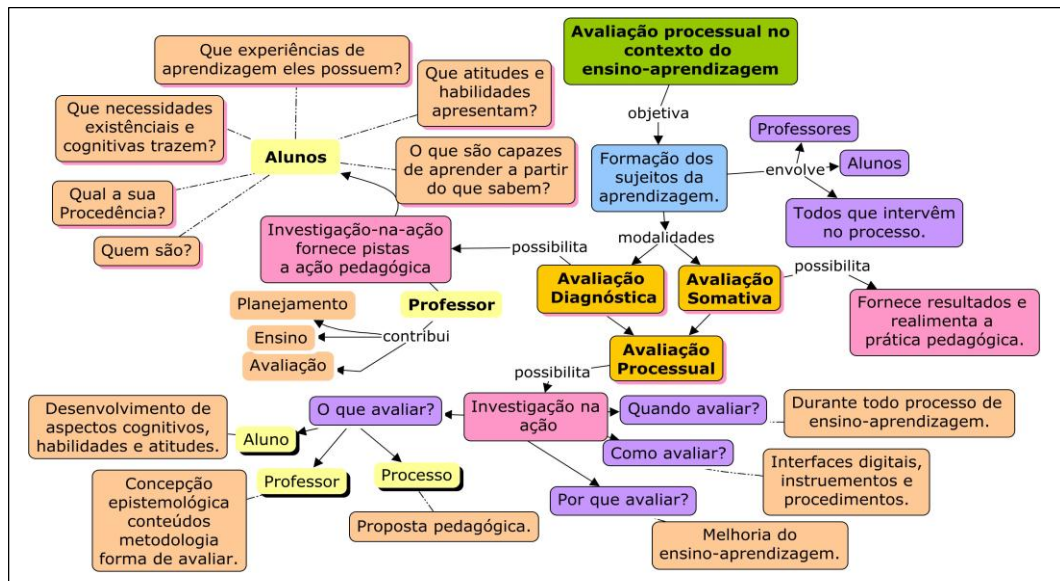 Avaliação processual no
contexto do
ensino-aprendizagem
objetiva
Formação dos
sujeitos da
aprendizagem.
envolve
Professores
Alunos
Todos que intervêm
no processo.
modalidades
Avaliação
Diagnóstica
Avaliação
Somativa
possibilita
Fornece resultados e
realimenta a
prática pedagógica.
possibilita
Investigação-na-ação
fornece pistas
a ação pedagógica
Alunos
Que experiências de
aprendizagem eles possuem?
Que atitudes e
habilidades
apresentam?
Que necessidades
existênciais e
cognitivas trazem?
O que são capazes
de aprender a partir
do que sabem?
Qual a sua
Procedência?
Quem são?
Professor
contribui
Planejamento
Ensino
Avaliação
Avaliação
Processual
possibilita
Investigação na
ação
O que avaliar?
Aluno
Desenvolvimento de
aspectos cognitivos,
habilidades e atitudes.
Professor
Concepção
epistemológica
conteúdos
metodologia
forma de avaliar.
Processo
Proposta pedagógica.
Quando avaliar?
Durante todo processo de
ensino-aprendizagem.
Como avaliar?
Interfaces digitais,
instruementos e
procedimentos.
Por que avaliar?
Melhoria do
ensino-aprendizagem.